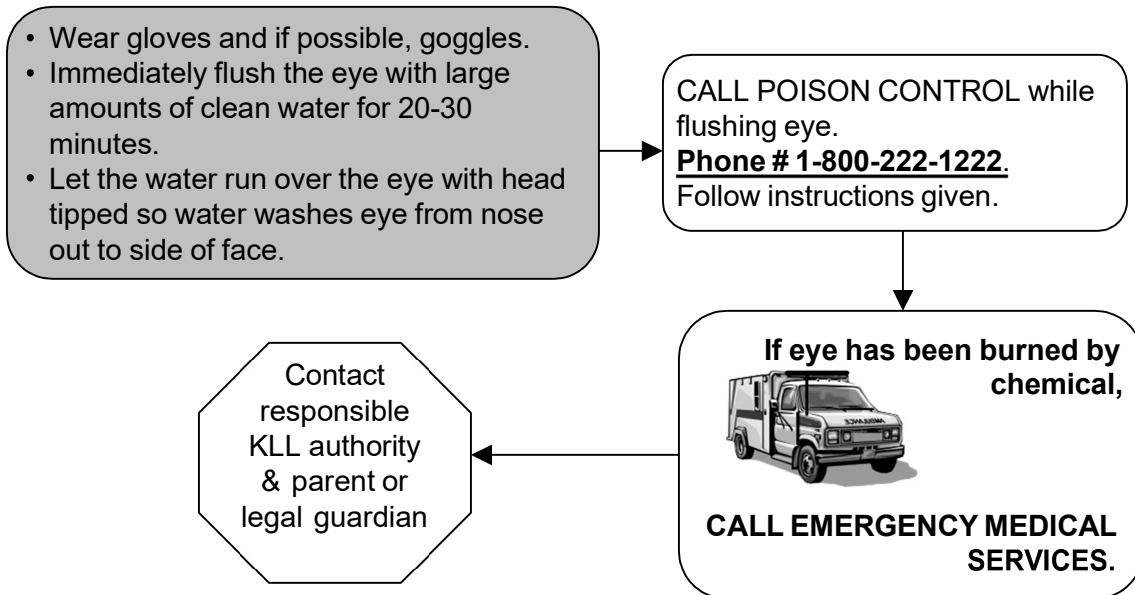 • Wear gloves and if possible, goggles.
• Immediately flush the eye with large
amounts of clean water for 20-30
minutes.
• Let the water run over the eye with head
tipped so water washes eye from nose
out to side of face.
CALL POISON CONTROL while
flushing eye.
Phone # 1-800-222-1222.
Follow instructions given.
If eye has been burned by
chemical,
AMBULANCE
CALL EMERGENCY MEDICAL
SERVICES.
Contact
responsible
KLL authority
& parent or
legal guardian